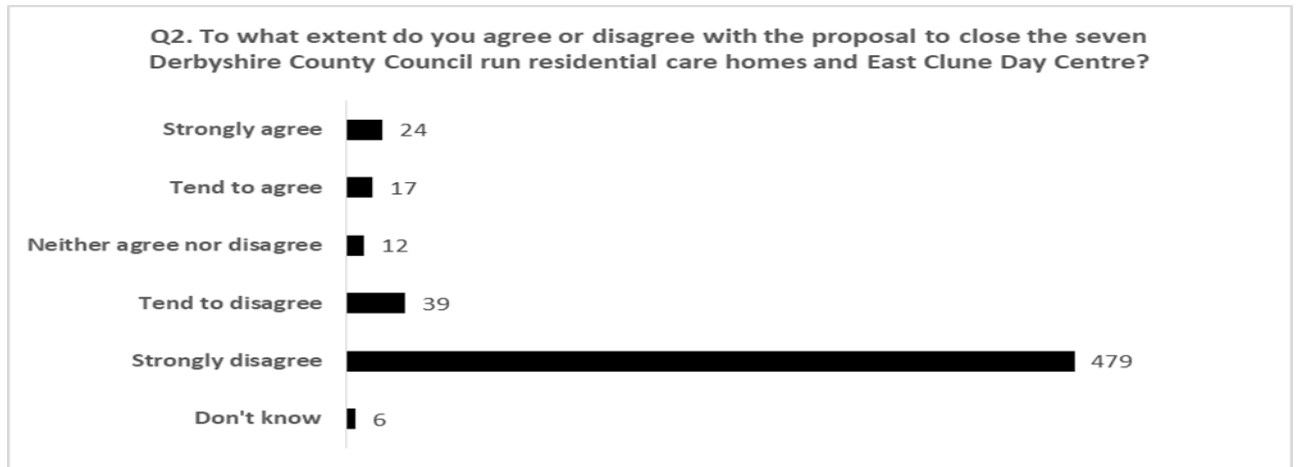 Q2. To what extent do you agree or disagree with the proposal to close the seven
Derbyshire County Council run residential care homes and East Clune Day Centre?
Strongly agree 24
Tend to agree 17
Neither agree nor disagree 12
Tend to disagree 39
Strongly disagree 479
Don't know 6